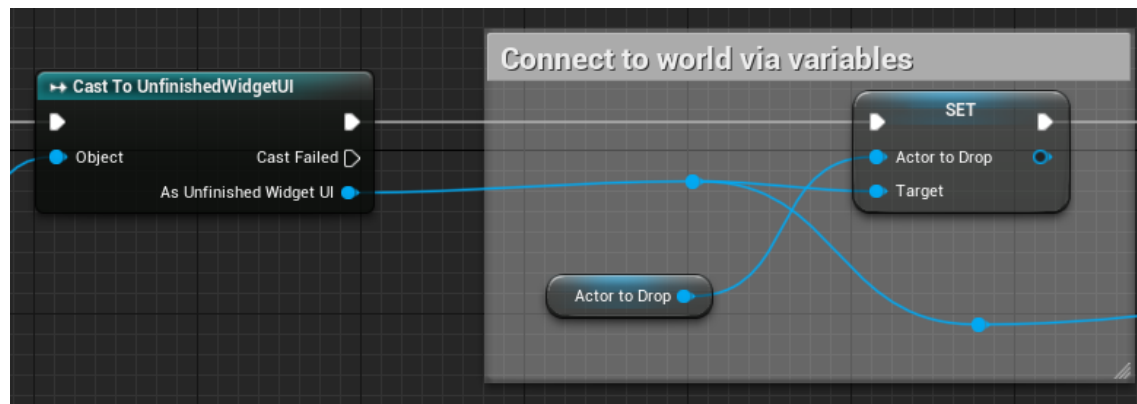 Connect to world via variables
Cast To UnfinishedWidgetUI
SET
Object
Cast Failed
Actor to Drop
As Unfinished Widget UI
Target
Actor to Drop